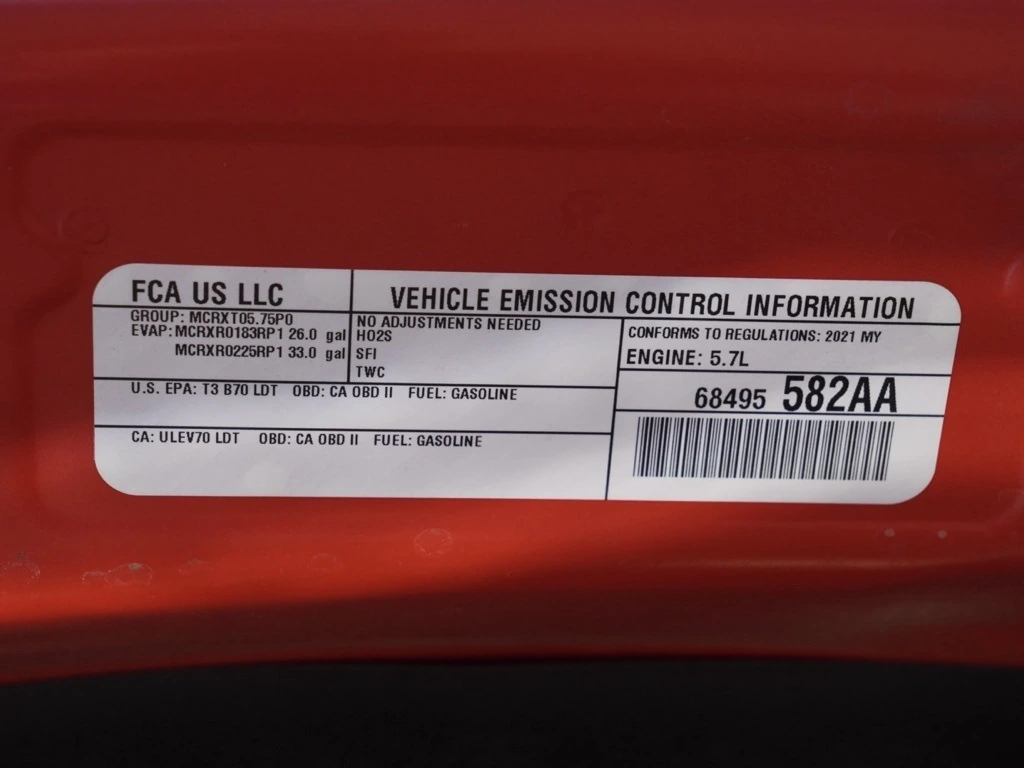 FCA US LLC
VEHICLE EMISSION CONTROL INFORMATION
GROUP: MCRXT05.75P0
EVAP: MCRXR0183RP1 26.0 gal
MCRXR0225RP1 33.0 gal
NO ADJUSTMENTS NEEDED
HO2S
SFI
TWC
CONFORMS TO REGULATIONS: 2021 MY
ENGINE: 5.7L
U.S. EPA: T3 B70 LDT OBD: CA OBD II FUEL: GASOLINE
68495 582AA
CA: ULEV70 LDT OBD: CA OBD II FUEL: GASOLINE